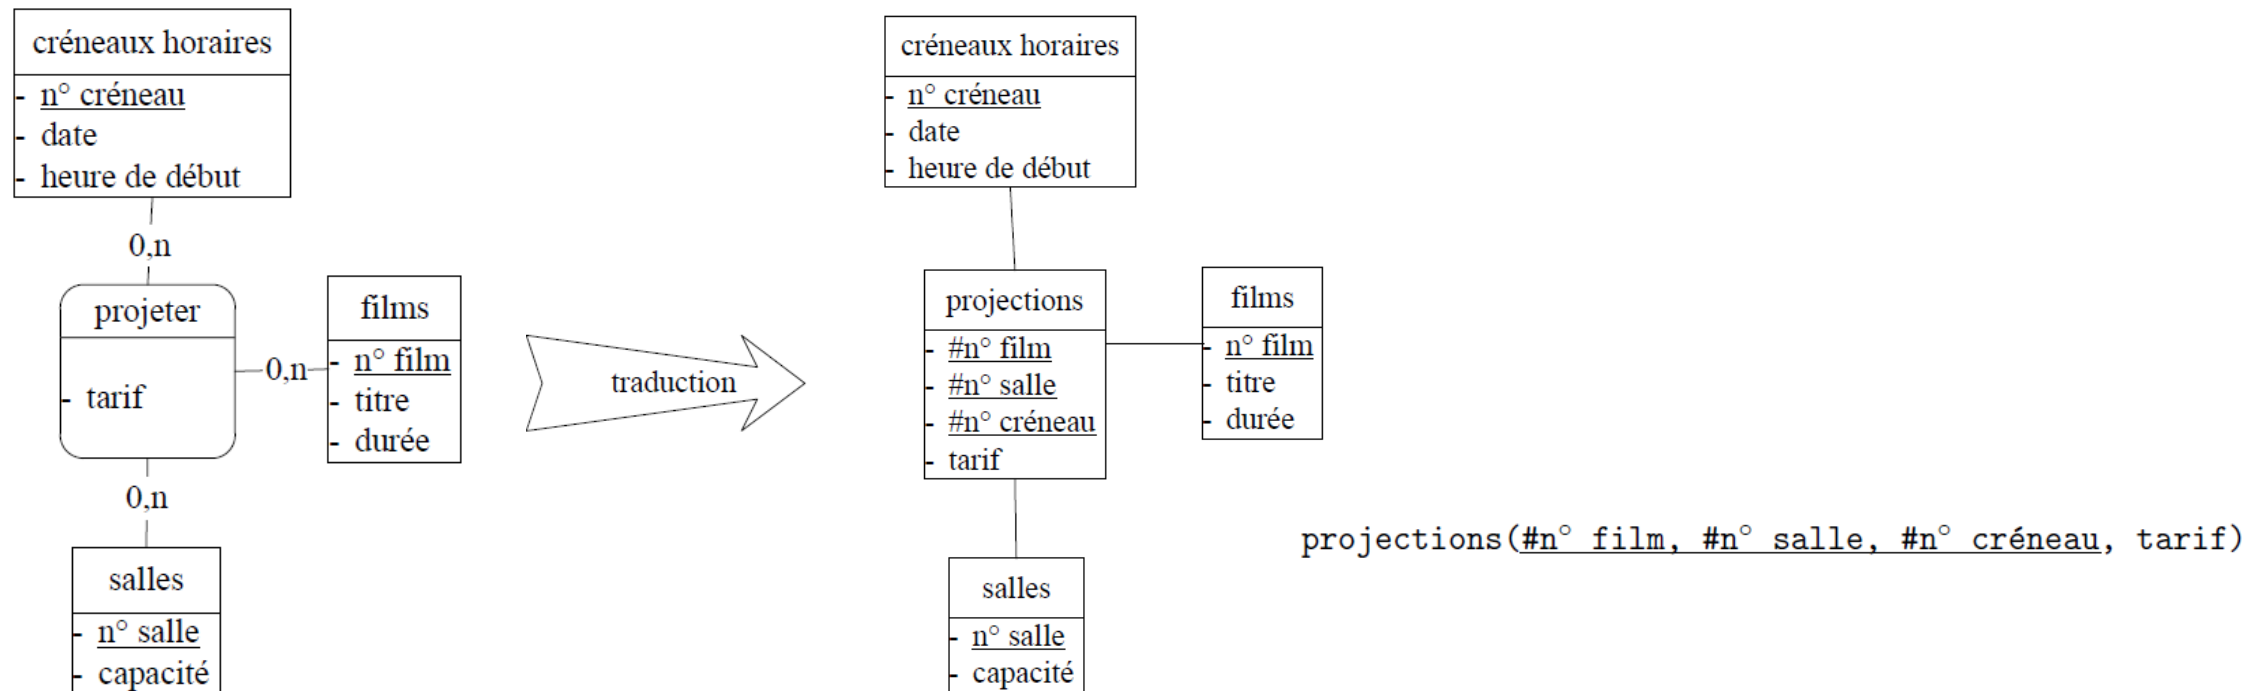 créneaux horaires
- n° créneau
- date
- heure de début
0,n
projeter
- tarif
0,n
films
- n° film
- titre
- durée
0,n
salles
- n° salle
- capacité
traduction
créneaux horaires
- n° créneau
- date
- heure de début
projections
- #n° film
- #n° salle
- #n° créneau
- tarif
films
- n° film
- titre
- durée
salles
- n° salle
- capacité
projections(#n° film, #n° salle, #n° créneau, tarif)